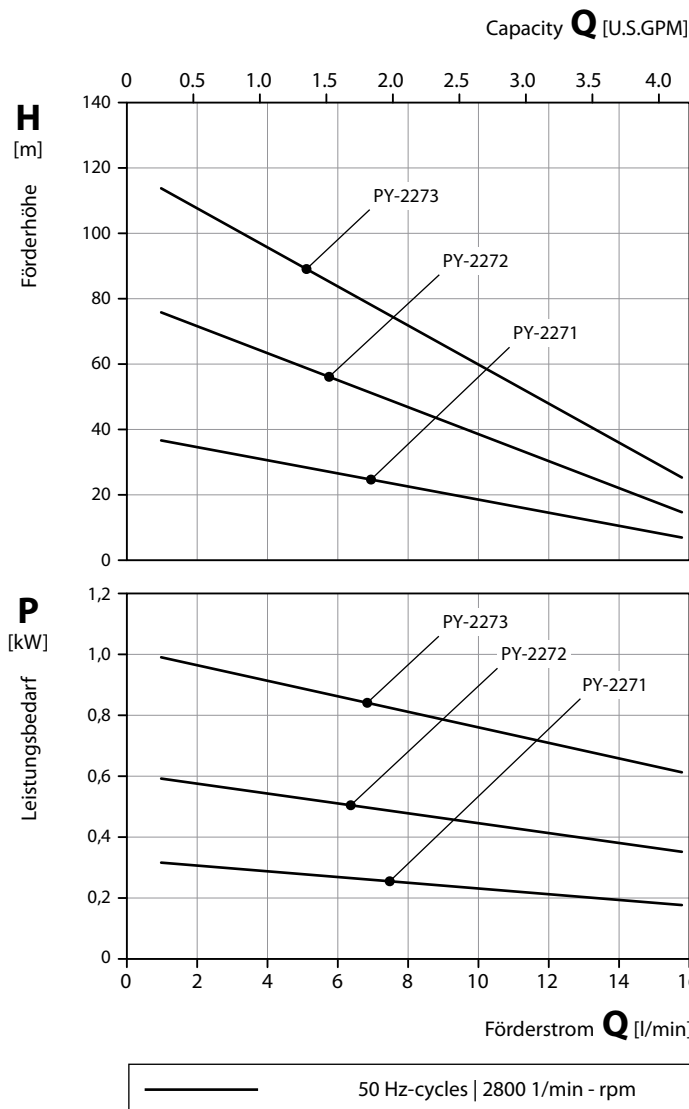 Capacity Q [U.S.GPM]
0 0.5 1.0 1.5 2.0 2.5 3.0 3.5 4.0
H
[m]
Förderhöhe
140
120
100
80
60
40
20
0
PY-2273
PY-2272
PY-2271
P
[kW]
Leistungsbedarf
1,2
1,0
0,8
0,6
0,4
0,2
0
PY-2273
PY-2272
PY-2271
0 2 4 6 8 10 12 14 16
Förderstrom Q [l/min]
50 Hz-cycles | 2800 1/min - rpm